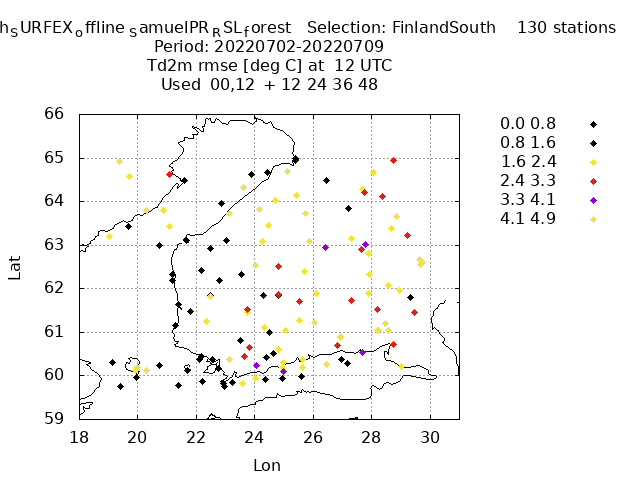 hSURFEXoffline SamuelPRRSLforest Selection: FinlandSouth 130 stations
Period: 20220702-20220709
Td2m rmse [deg C] at 12 UTC
Used 00,12 + 12 24 36 48
0.0 0.8
0.8 1.6
1.6 2.4
2.4 3.3
3.3 4.1
4.1 4.9
66
65
64
63
62
61
60
59
Lat
18 20 22 24 26 28 30
Lon